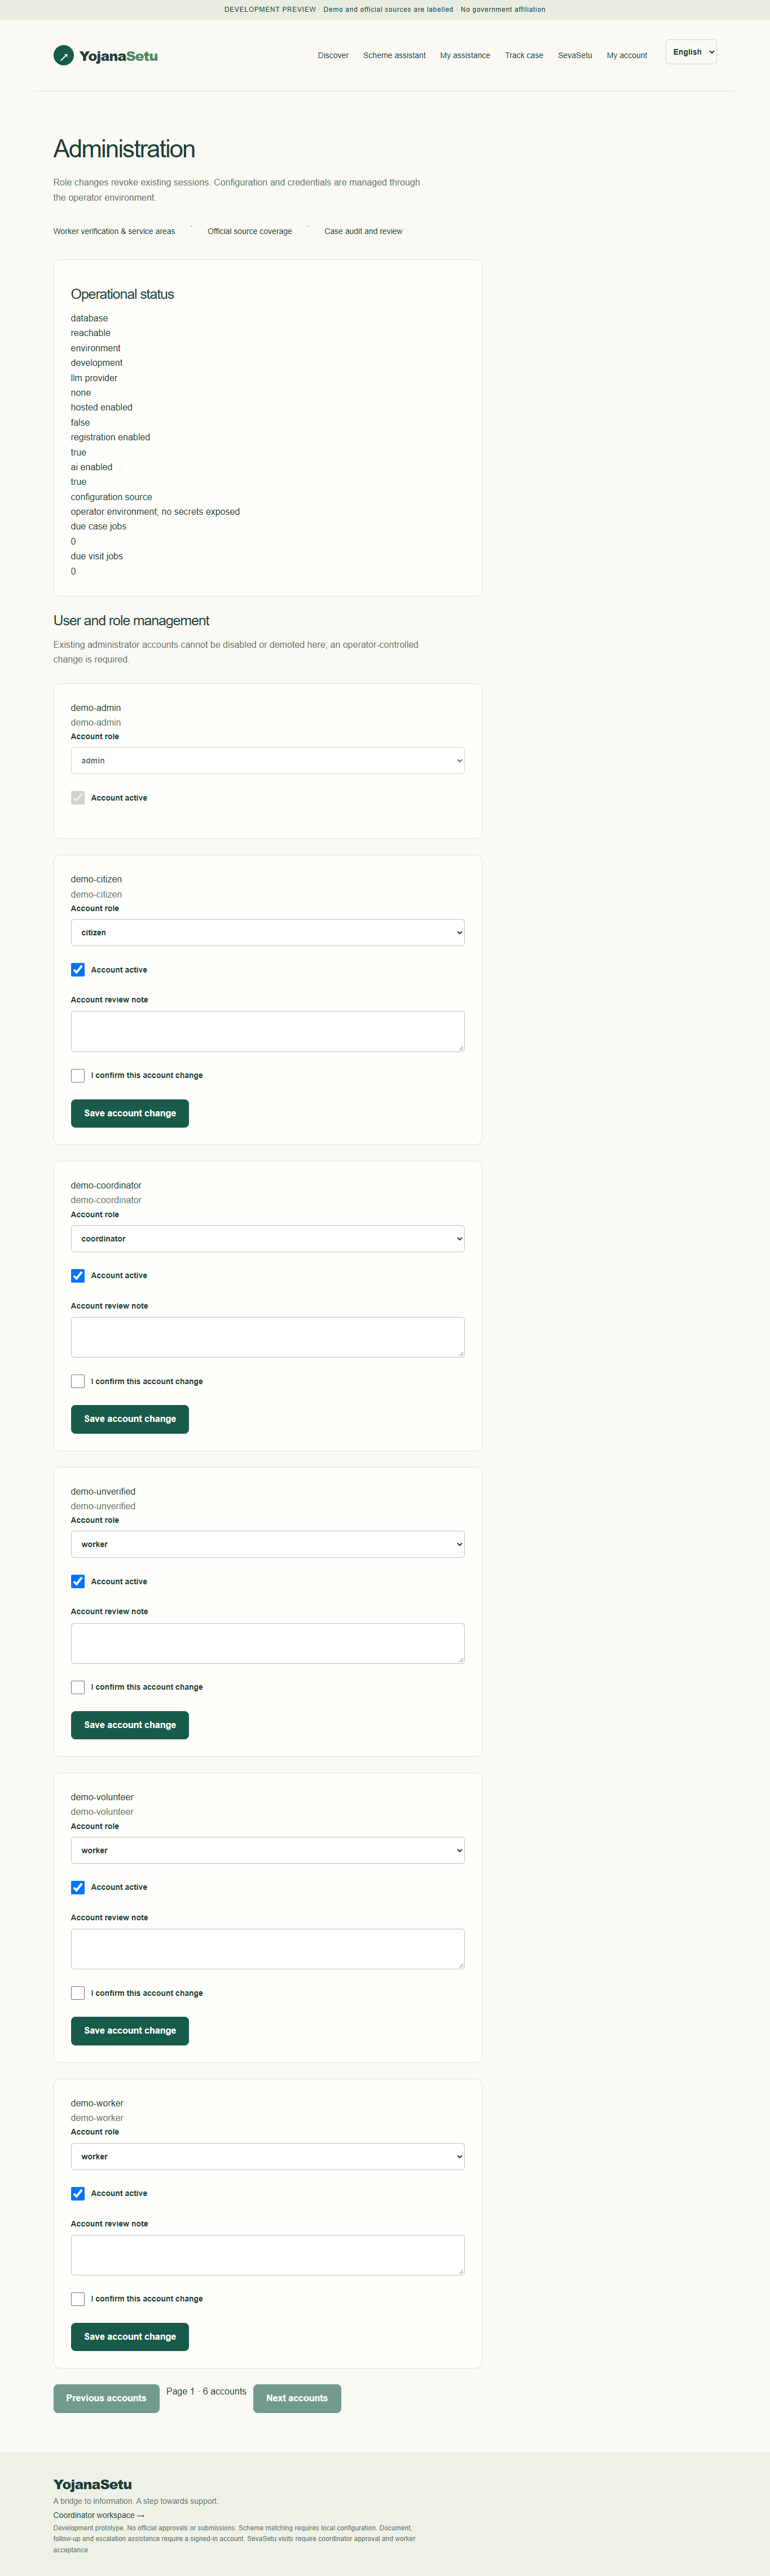 DEVELOPMENT PREVIEW · Demo and official sources are labelled · No government affiliation
YojanaSetu
Discover
Scheme assistant
My assistance
Track case
SevaSetu
My account
English
Administration
Role changes revoke existing sessions. Configuration and credentials are managed through
the operator environment.
Worker verification & service areas · Official source coverage · Case audit and review
Operational status
database
reachable
environment
development
llm provider
none
hosted enabled
false
registration enabled
true
ai enabled
true
configuration source
operator environment; no secrets exposed
due case jobs
0
due visit jobs
0
User and role management
Existing administrator accounts cannot be disabled or demoted here; an operator-controlled
change is required.
demo-admin
demo-admin
Account role
admin
Account active
demo-citizen
demo-citizen
Account role
citizen
Account active
Account review note
I confirm this account change
Save account change
demo-coordinator
demo-coordinator
Account role
coordinator
Account active
Account review note
I confirm this account change
Save account change
demo-unverified
demo-unverified
Account role
worker
Account active
Account review note
I confirm this account change
Save account change
demo-volunteer
demo-volunteer
Account role
worker
Account active
Account review note
I confirm this account change
Save account change
demo-worker
demo-worker
Account role
worker
Account active
Account review note
I confirm this account change
Save account change
Previous accounts
Page 1 · 6 accounts
Next accounts
YojanaSetu
A bridge to information. A step towards support.
Coordinator workspace →
Development prototype. No official approvals or submissions. Scheme matching requires local configuration. Document,
follow-up and escalation assistance require a signed-in account. SevaSetu visits require coordinator approval and worker
acceptance.